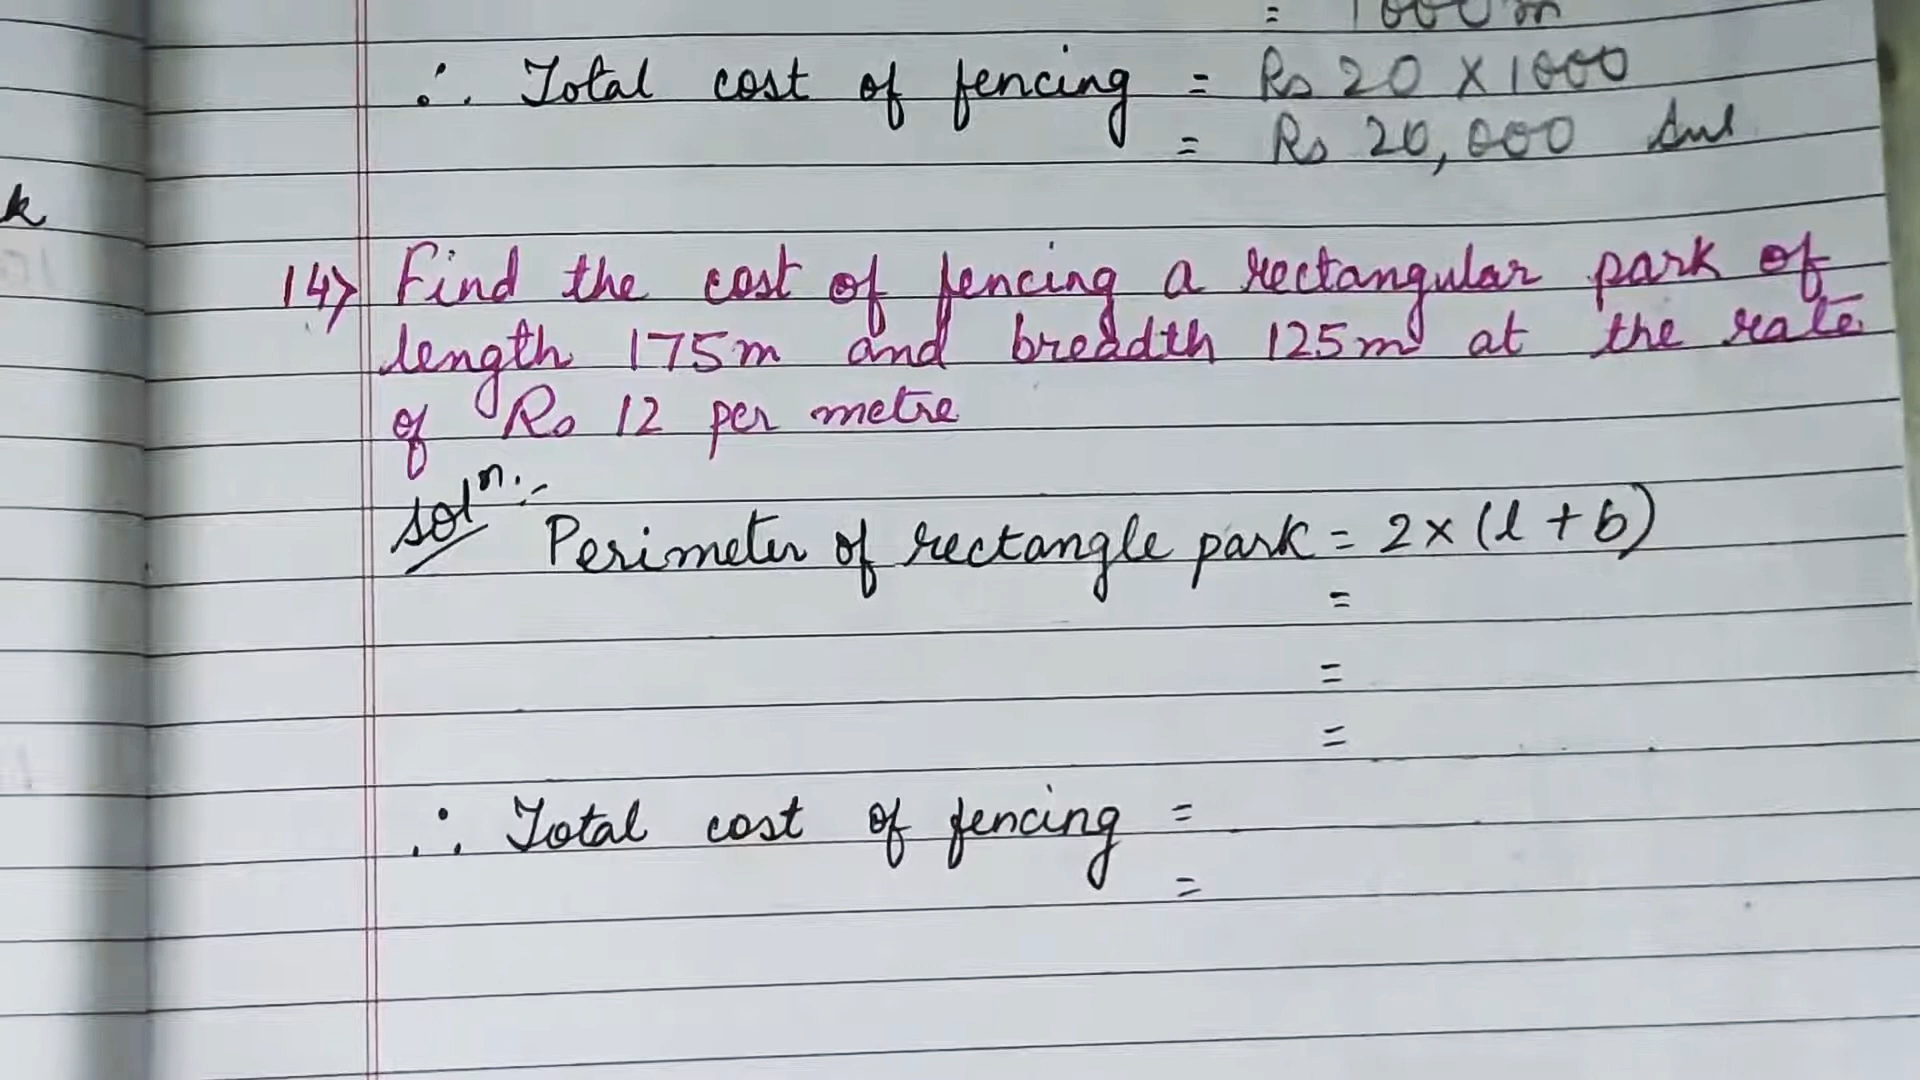 = 1000 m
∴ Total cost of fencing = Rs 20 × 1000
= Rs 20,000 Ans
k
14) Find the cost of fencing a rectangular park of
length 175m and breadth 125m at the rate
of Rs 12 per metre
Solⁿ:- Perimeter of rectangle park = 2 × (l + b)
=
=
=
∴ Total cost of fencing =
=